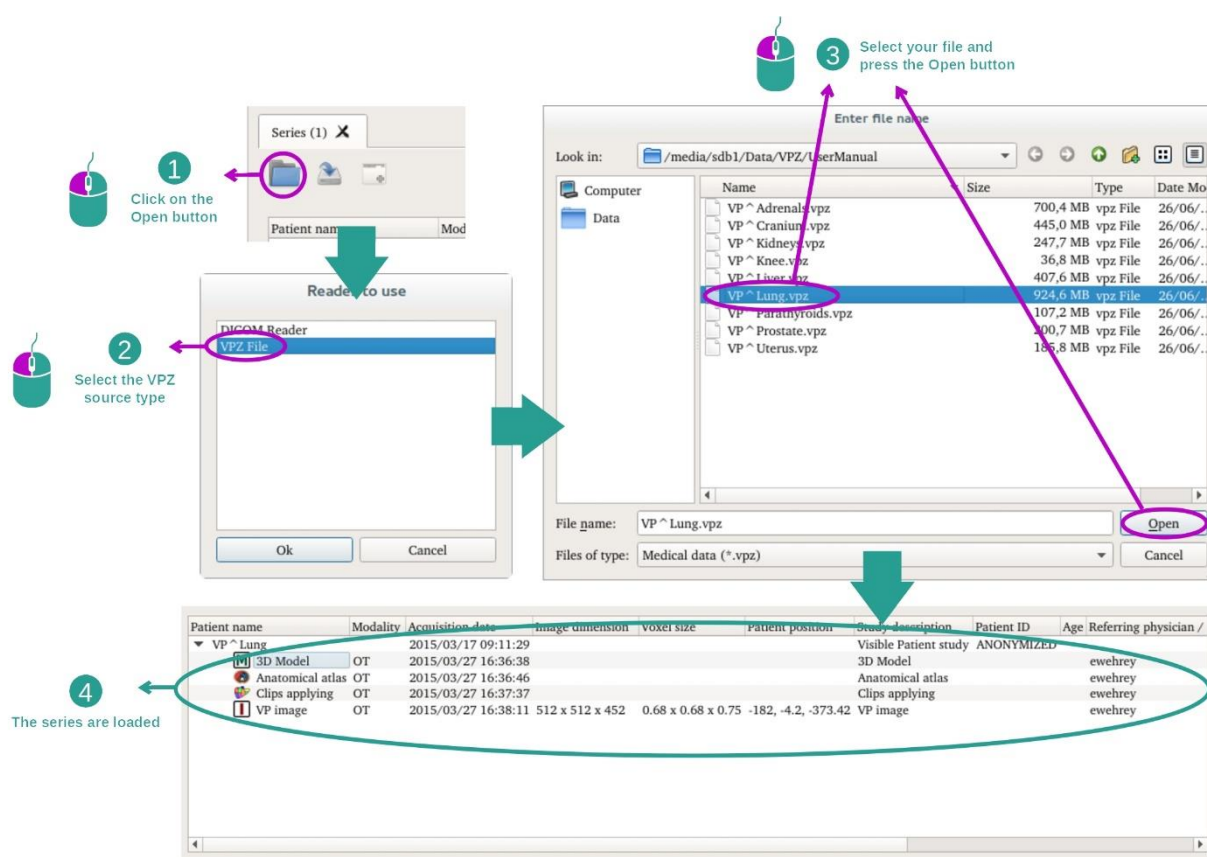 3
Select your file and
press the Open button
Series (1)
1
Click on the
Open button
Patient name Mod
Reader to use
DICOM Reader
VPZ File
2
Select the VPZ
source type
Ok Cancel
Enter file name
Look in: /media/sdb1/Data/VPZ/UserManual
Computer
Data
Name Size Type Date Mo
VP^Adrenals.vpz 700,4 MB vpz File 26/06/..
VP^Cranium.vpz 445,0 MB vpz File 26/06/..
VP^Kidneys.vpz 247,7 MB vpz File 26/06/..
VP^Knee.vpz 36,8 MB vpz File 26/06/..
VP^Liver.vpz 407,6 MB vpz File 26/06/..
VP^Lung.vpz 924,6 MB vpz File 26/06/..
VP^Parathyroids.vpz 107,2 MB vpz File 26/06/..
VP^Prostate.vpz 200,7 MB vpz File 26/06/..
VP^Uterus.vpz 185,8 MB vpz File 26/06/..
File name: VP^Lung.vpz Open
Files of type: Medical data (*.vpz) Cancel
Patient name Modality Acquisition date Image dimension Voxel size Patient position Study description Patient ID Age Referring physician /
VP^Lung 2015/03/17 09:11:29 Visible Patient study ANONYMIZED
M 3D Model OT 2015/03/27 16:36:38 3D Model ewehrey
Anatomical atlas OT 2015/03/27 16:36:46 Anatomical atlas ewehrey
Clips applying OT 2015/03/27 16:37:37 Clips applying ewehrey
I VP image OT 2015/03/27 16:38:11 512 x 512 x 452 0.68 x 0.68 x 0.75 -182, -4.2, -373.42 VP image ewehrey
4
The series are loaded